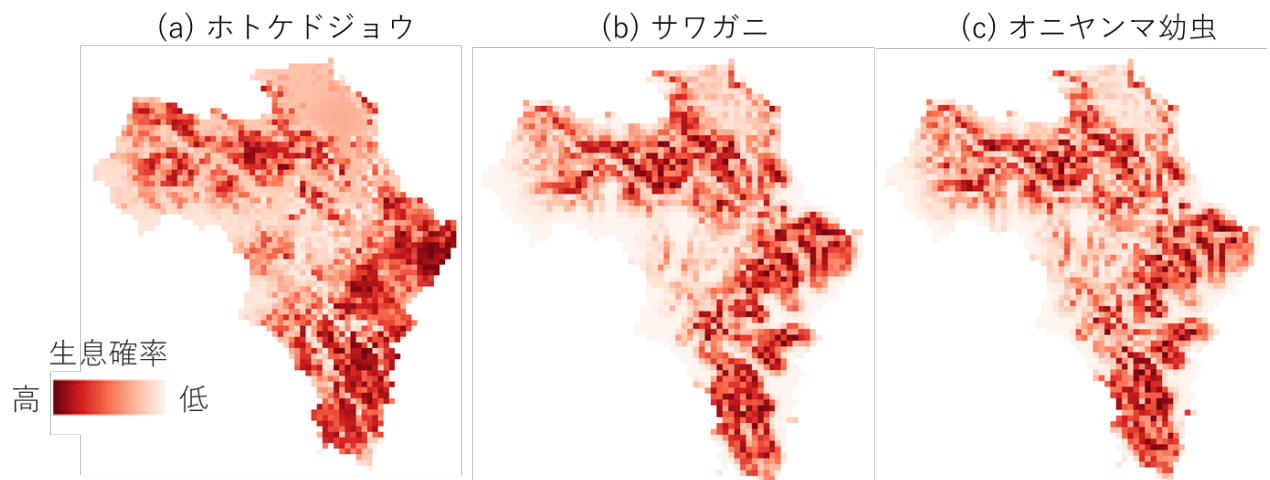 (a) ホトケドジョウ
(b) サワガニ
(c) オニヤンマ幼虫
生息確率
高
低